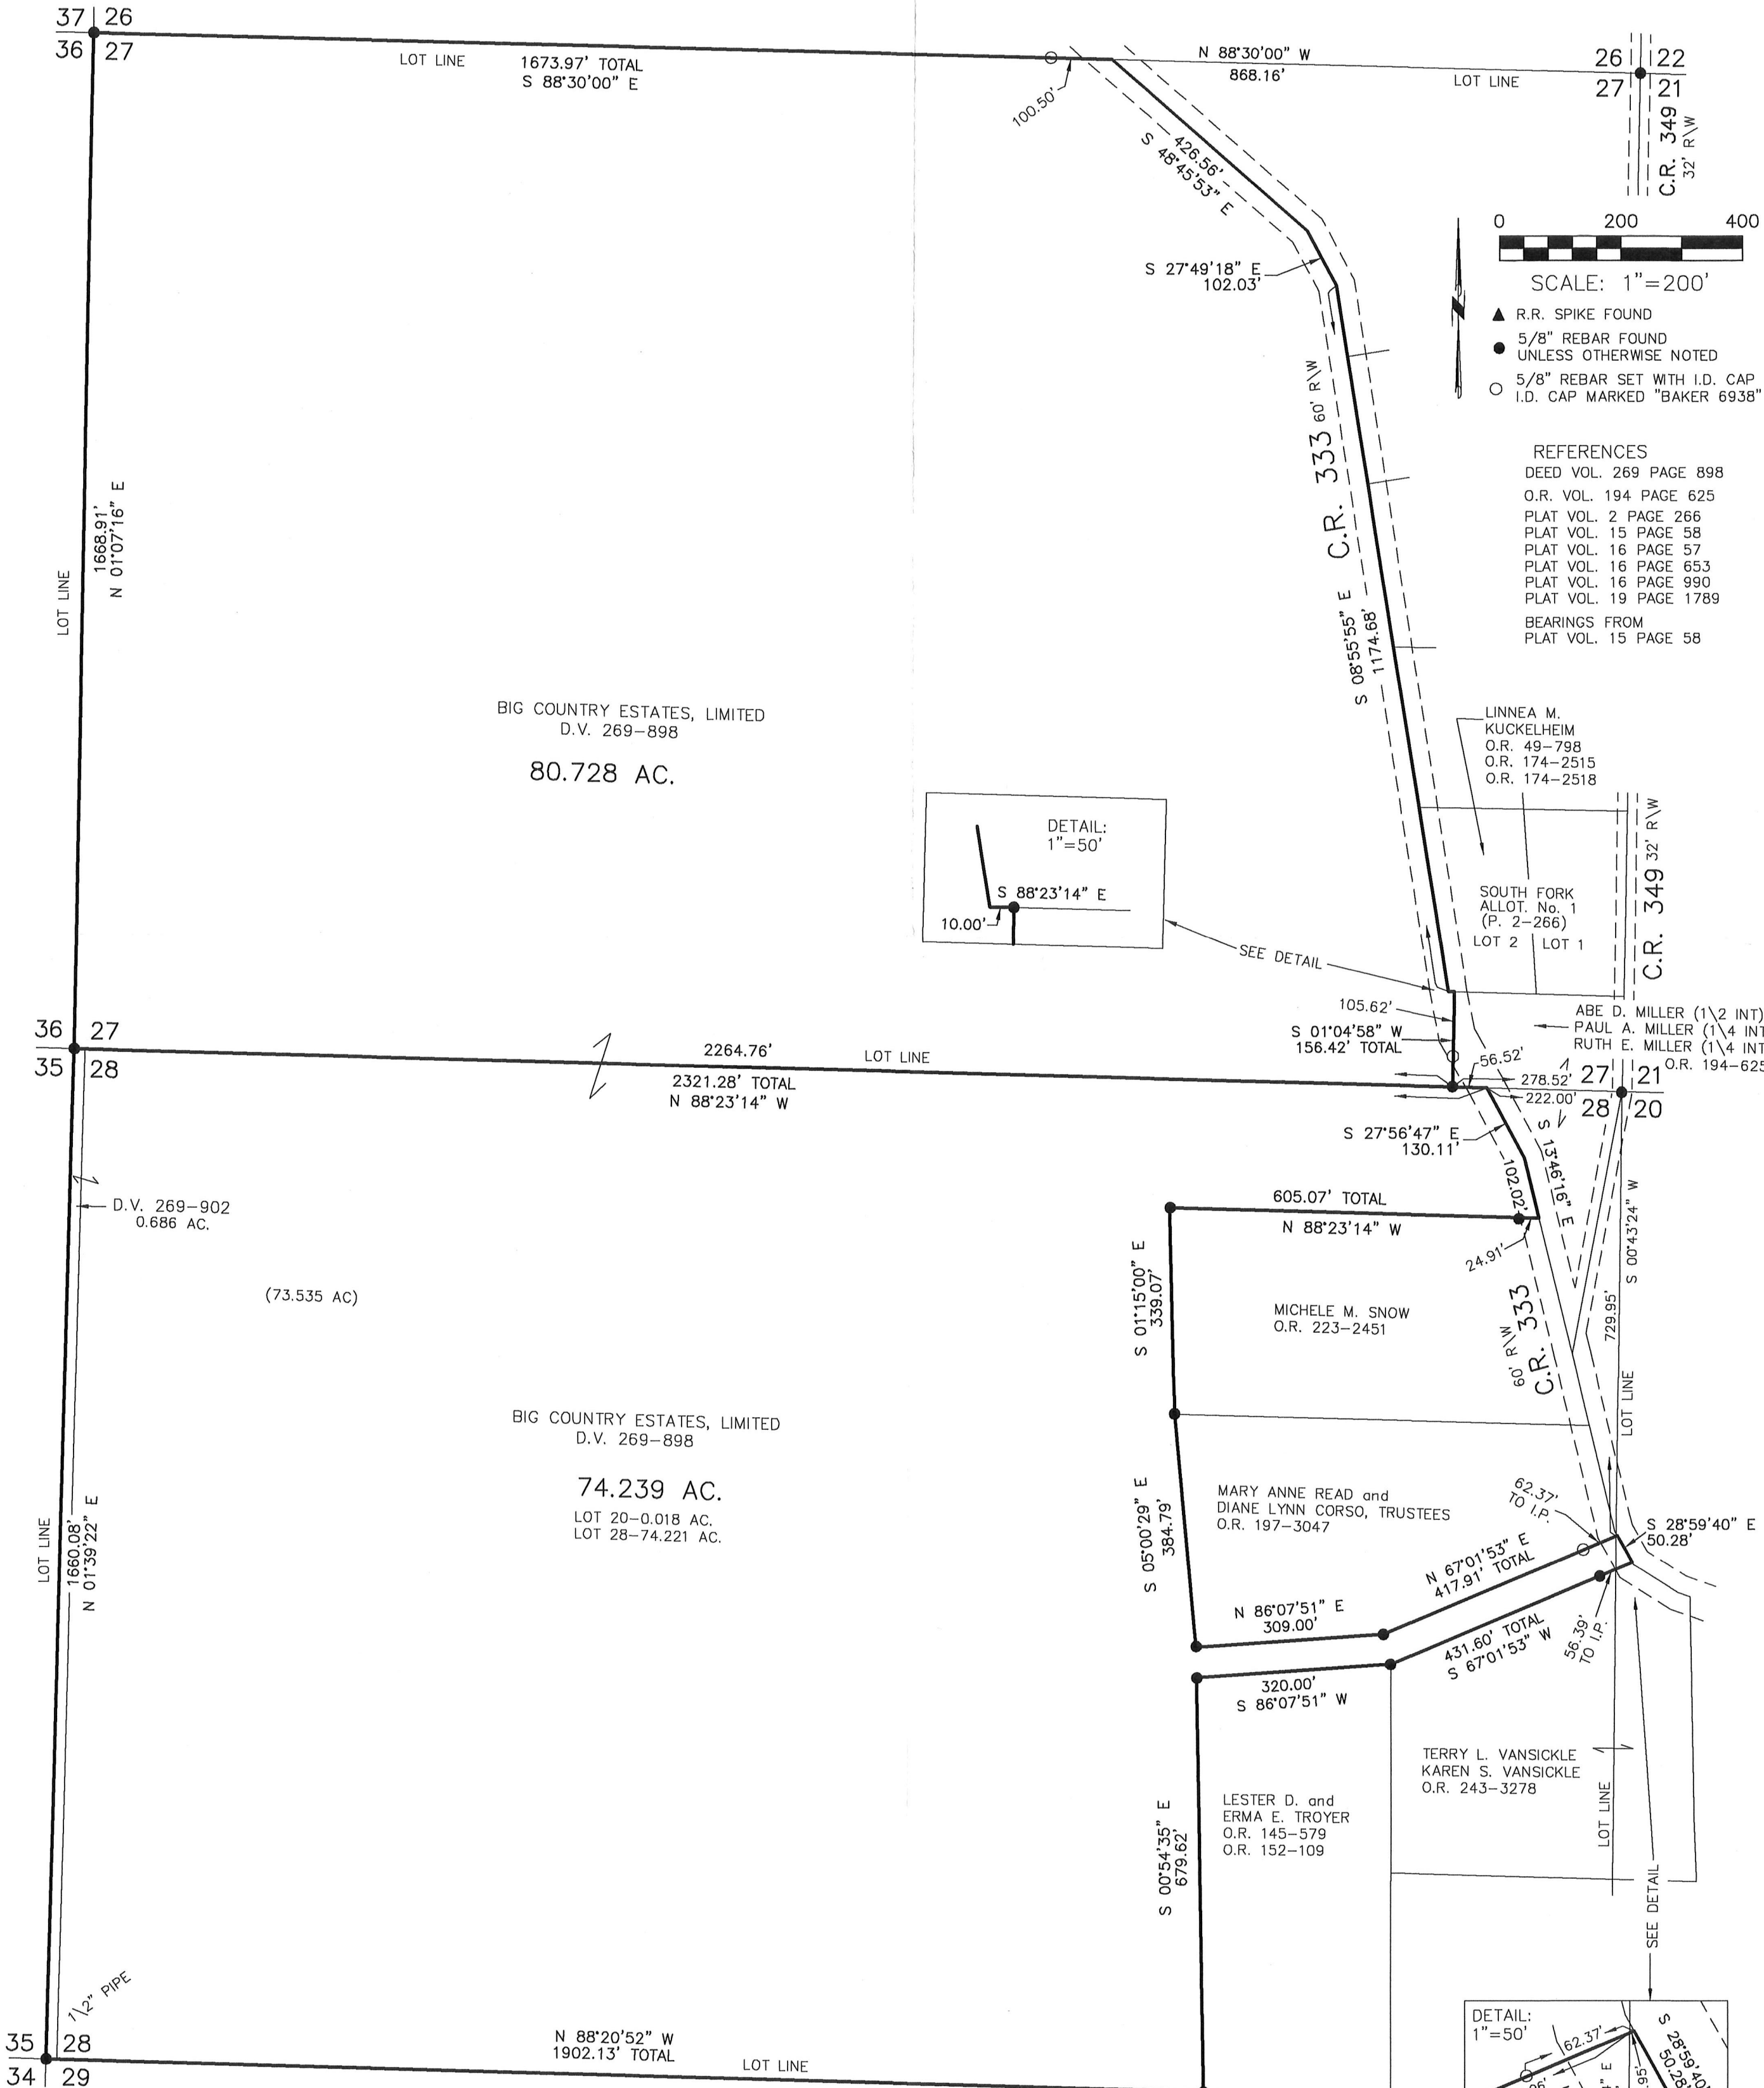 37 26
36 27
LOT LINE
1673.97' TOTAL
S 88°30'00" E
100.50'
N 88°30'00" W
868.16'
LOT LINE
26 22
27 21
C.R. 349
32' R\W
426.56'
S 48°45'53" E
S 27°49'18" E
102.03'
0 200 400
SCALE: 1"=200'
N
R.R. SPIKE FOUND
5/8" REBAR FOUND
UNLESS OTHERWISE NOTED
5/8" REBAR SET WITH I.D. CAP
I.D. CAP MARKED "BAKER 6938"
REFERENCES
DEED VOL. 269 PAGE 898
O.R. VOL. 194 PAGE 625
PLAT VOL. 2 PAGE 266
PLAT VOL. 15 PAGE 58
PLAT VOL. 16 PAGE 57
PLAT VOL. 16 PAGE 653
PLAT VOL. 16 PAGE 990
PLAT VOL. 19 PAGE 1789
BEARINGS FROM
PLAT VOL. 15 PAGE 58
LOT LINE
1668.91'
N 01°07'16" E
C.R. 333 60' R\W
S 08°55'55" E
1174.68'
BIG COUNTRY ESTATES, LIMITED
D.V. 269-898
80.728 AC.
LINNEA M.
KUCKELHEIM
O.R. 49-798
O.R. 174-2515
O.R. 174-2518
DETAIL:
1"=50'
S 88°23'14" E
10.00'
SEE DETAIL
SOUTH FORK
ALLOT. No. 1
(P. 2-266)
LOT 2 LOT 1
C.R. 349 32' R\W
105.62'
S 01°04'58" W
156.42' TOTAL
ABE D. MILLER (1\2 INT)
PAUL A. MILLER (1\4 INT
RUTH E. MILLER (1\4 INT
O.R. 194-625
36 27
35 28
2264.76'
LOT LINE
2321.28' TOTAL
N 88°23'14" W
56.52'
278.52'
222.00'
27 21
28 20
S 27°56'47" E
130.11'
102.02'
S 13°46'16" E
S 00°43'24" W
729.95'
LOT LINE
D.V. 269-902
0.686 AC.
(73.535 AC)
605.07' TOTAL
N 88°23'14" W
24.91'
S 01°15'00" E
339.07'
MICHELE M. SNOW
O.R. 223-2451
60' R\W
C.R. 333
BIG COUNTRY ESTATES, LIMITED
D.V. 269-898
74.239 AC.
LOT 20-0.018 AC.
LOT 28-74.221 AC.
LOT LINE
1660.08'
N 01°39'22" E
S 05°00'29" E
384.79'
MARY ANNE READ and
DIANE LYNN CORSO, TRUSTEES
O.R. 197-3047
62.37'
TO I.P.
S 28°59'40" E
50.28'
N 67°01'53" E
417.91' TOTAL
N 86°07'51" E
309.00'
431.60' TOTAL
S 67°01'53" W
56.39'
TO I.P.
320.00'
S 86°07'51" W
TERRY L. VANSICKLE
KAREN S. VANSICKLE
O.R. 243-3278
LOT LINE
LESTER D. and
ERMA E. TROYER
O.R. 145-579
O.R. 152-109
S 00°54'35" E
679.62'
SEE DETAIL
1\2" PIPE
35 28
34 29
N 88°20'52" W
1902.13' TOTAL
LOT LINE
DETAIL:
1"=50'
62.37'
S 28°59'40"
50.28'